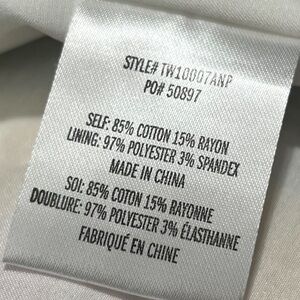 STYLE# TW10007ANP
PO# 50897
SELF: 85% COTTON 15% RAYON
LINING: 97% POLYESTER 3% SPANDEX
MADE IN CHINA
SOI: 85% COTON 15% RAYONNE
DOUBLURE: 97% POLYESTER 3% ÉLASTHANNE
FABRIQUÉ EN CHINE